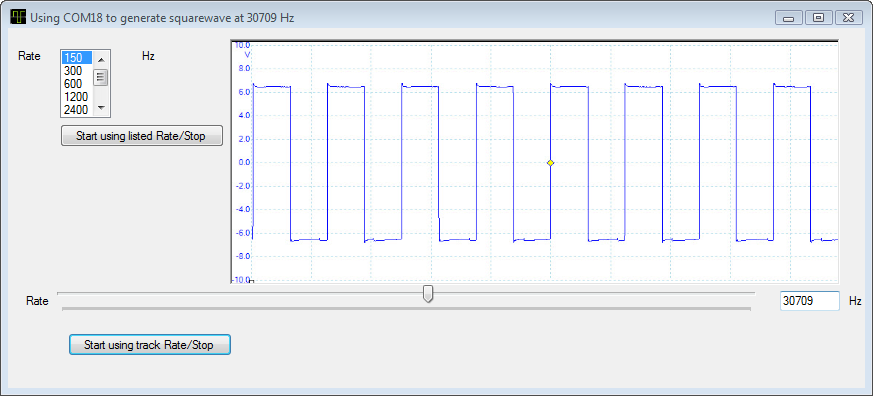 Using COM18 to generate squarewave at 30709 Hz
Rate
150
300
600
1200
2400
Hz
Start using listed Rate/Stop
10.0
V
8.0
6.0
4.0
2.0
0.0
-2.0
-4.0
-6.0
-8.0
-10.0
Rate
30709
Hz
Start using track Rate/Stop